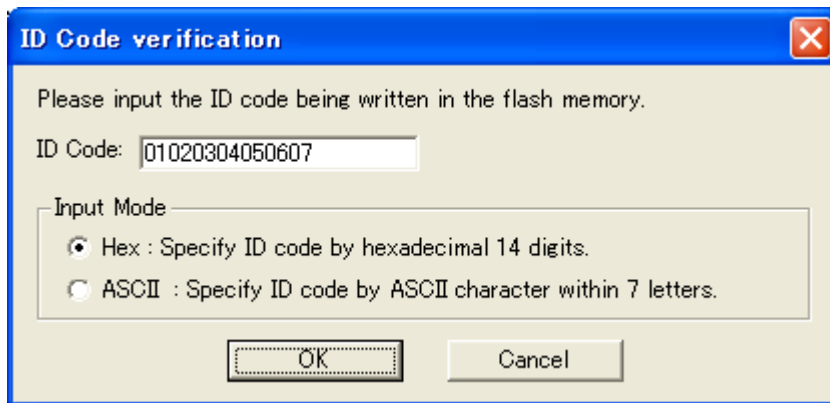 ID Code verification
Please input the ID code being written in the flash memory.
ID Code: 01020304050607
Input Mode
Hex : Specify ID code by hexadecimal 14 digits.
ASCII : Specify ID code by ASCII character within 7 letters.
OK Cancel